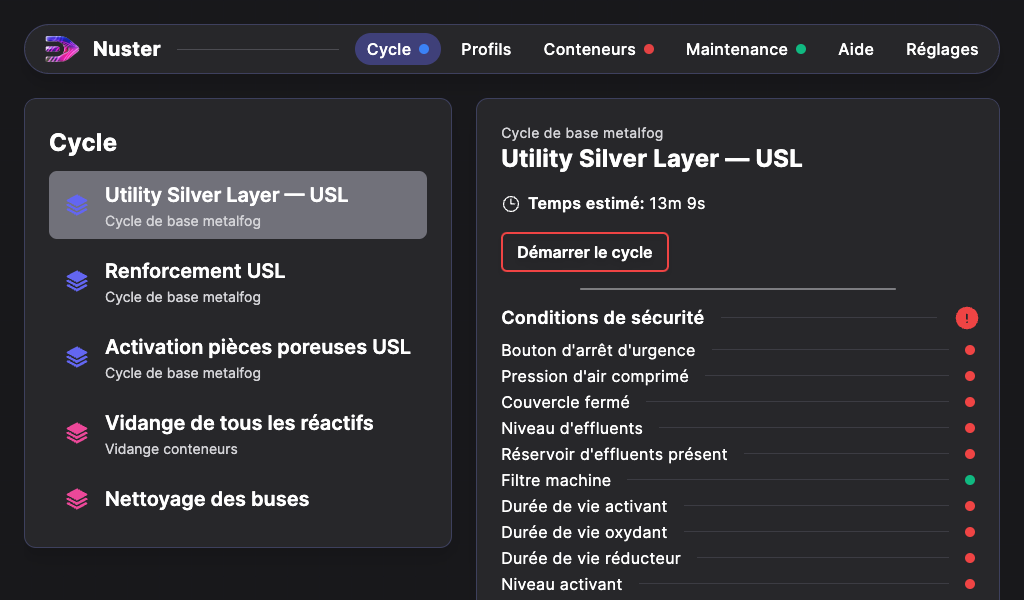 Nuster
Cycle
Profils
Conteneurs
Maintenance
Aide
Réglages
Cycle
Utility Silver Layer — USL
Cycle de base metalfog
Renforcement USL
Cycle de base metalfog
Activation pièces poreuses USL
Cycle de base metalfog
Vidange de tous les réactifs
Vidange conteneurs
Nettoyage des buses
Cycle de base metalfog
Utility Silver Layer — USL
Temps estimé: 13m 9s
Démarrer le cycle
Conditions de sécurité
Bouton d'arrêt d'urgence
Pression d'air comprimé
Couvercle fermé
Niveau d'effluents
Réservoir d'effluents présent
Filtre machine
Durée de vie activant
Durée de vie oxydant
Durée de vie réducteur
Niveau activant